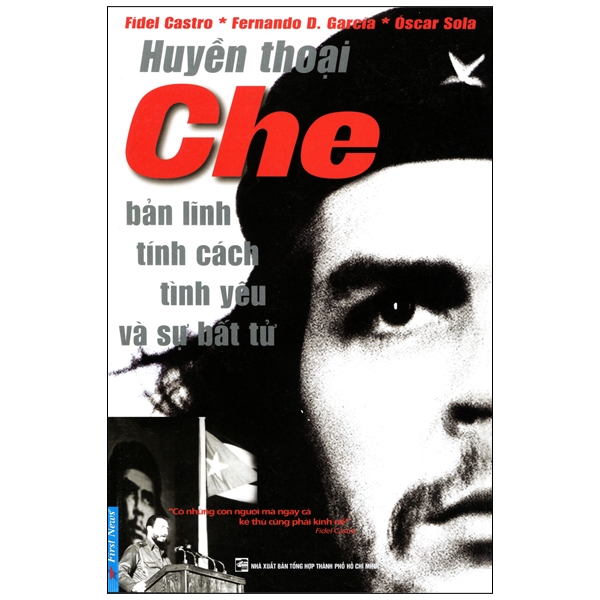 Fidel Castro * Fernando D. García * Óscar Sola
Huyền thoại
Che
bản lĩnh
tính cách
tình yêu
và sự bất tử
"Có những con người mà ngay cả
kẻ thù cũng phải kính nể"
Fidel Castro
First News
NHÀ XUẤT BẢN TỔNG HỢP THÀNH PHỐ HỒ CHÍ MINH